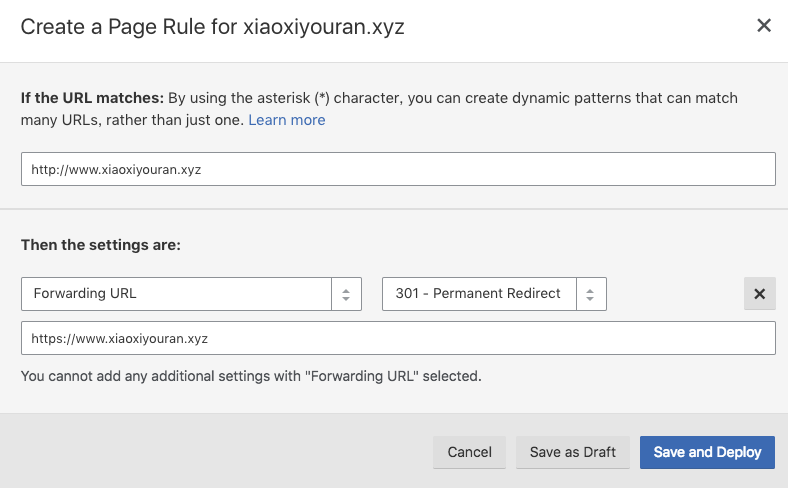 Create a Page Rule for xiaoxiyouran.xyz
If the URL matches: By using the asterisk (*) character, you can create dynamic patterns that can match
many URLs, rather than just one. Learn more
http://www.xiaoxiyouran.xyz
Then the settings are:
Forwarding URL
301 - Permanent Redirect
https://www.xiaoxiyouran.xyz
You cannot add any additional settings with "Forwarding URL" selected.
Cancel
Save as Draft
Save and Deploy